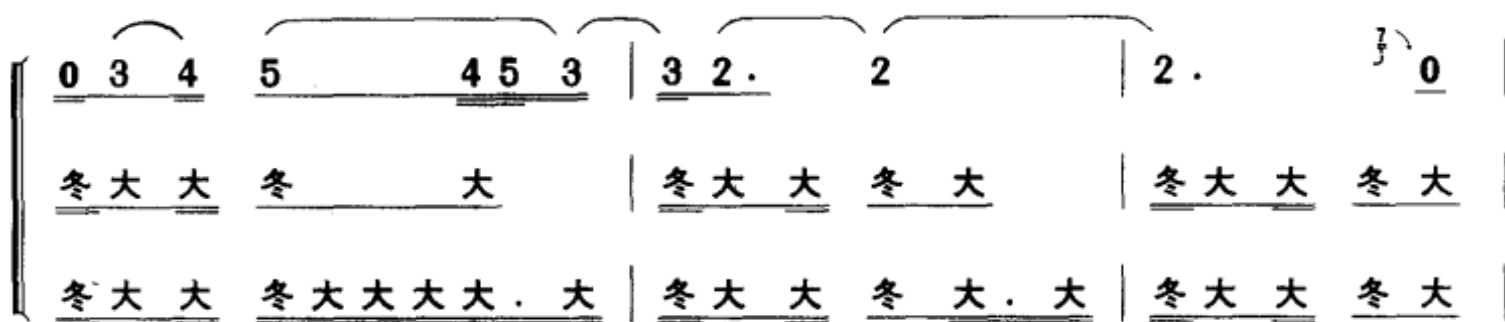 0 3 4 5 4 5 3 | 3 2 . 2 | 2 . 0 |
冬 大 大 冬 大 | 冬 大 大 冬 大 | 冬 大 大 冬 大 |
冬 大 大 冬 大 大 大 大 . 大 | 冬 大 大 冬 大 . 大 | 冬 大 大 冬 大 |